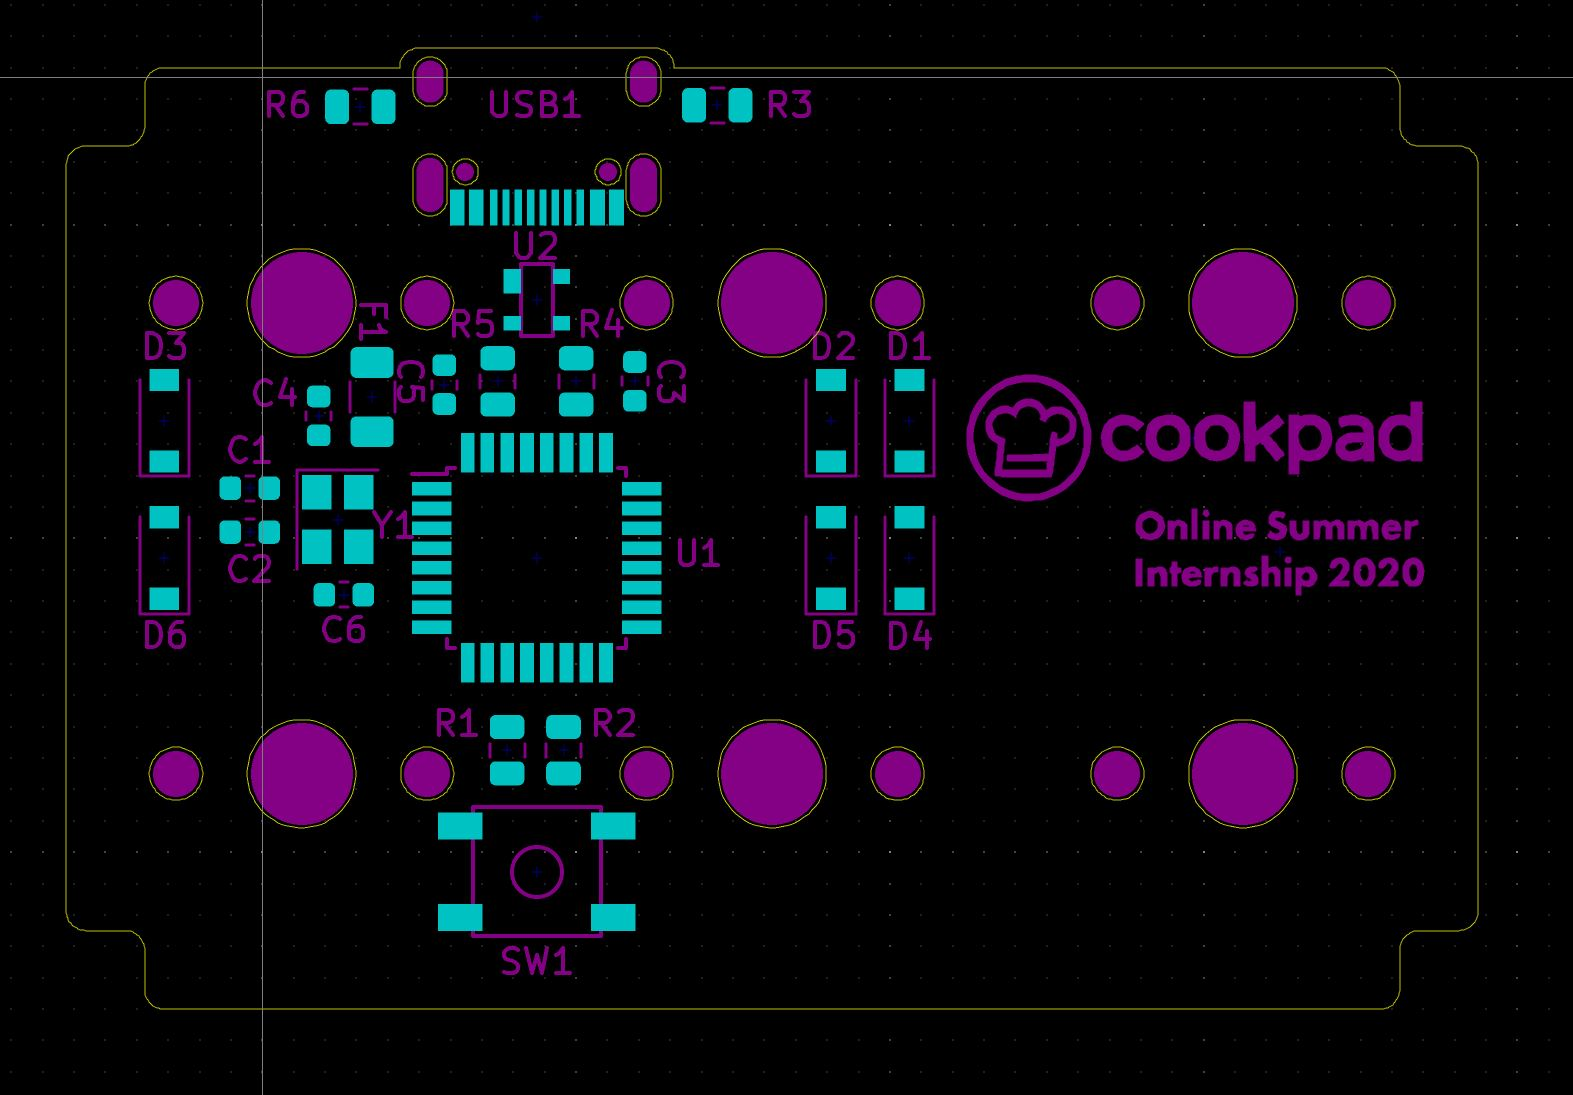 R6
USB1
R3
U2
F1
R5
R4
D3
D2
D1
C4
C5
C3
cookpad
C1
Online Summer
Y1
U1
C2
Internship 2020
C6
D6
D5
D4
R1
R2
SW1